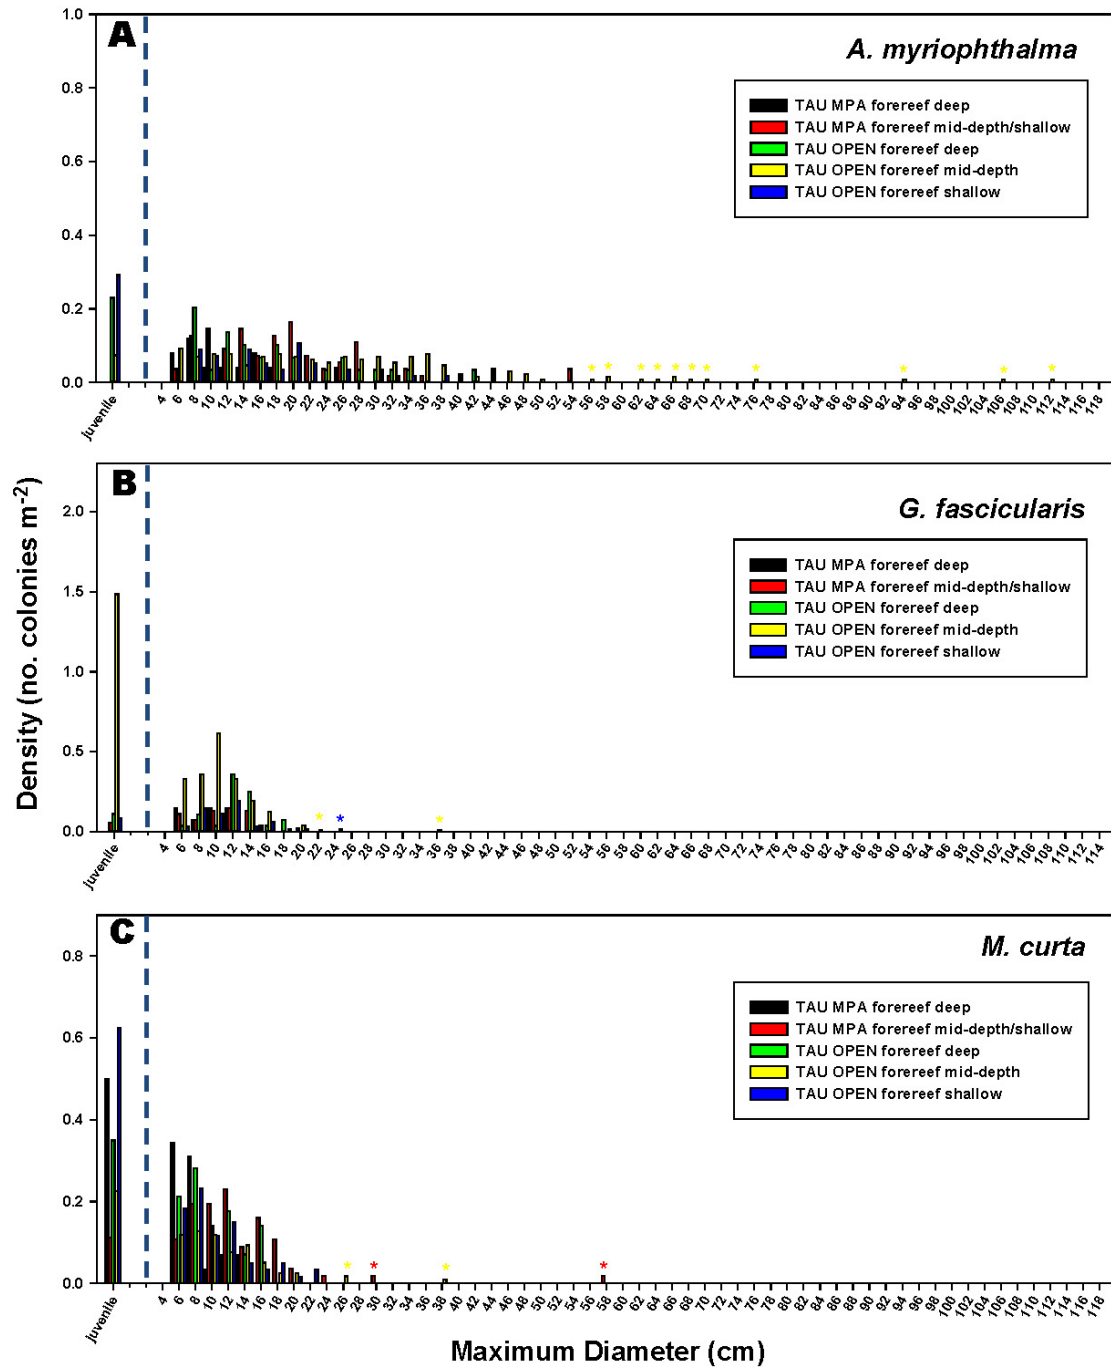 A
A. myriophthalma
TAU MPA forereef deep
TAU MPA forereef mid-depth/shallow
TAU OPEN forereef deep
TAU OPEN forereef mid-depth
TAU OPEN forereef shallow
1.0
0.8
0.6
0.4
0.2
0.0
juvenile 4 6 8 10 12 14 16 18 20 22 24 26 28 30 32 34 36 38 40 42 44 46 48 50 52 54 56 58 60 62 64 66 68 70 72 74 76 78 80 82 84 86 88 90 92 94 96 98 100 102 104 106 108 110 112 114 116 118
Density (no. colonies m-2)
B
G. fascicularis
TAU MPA forereef deep
TAU MPA forereef mid-depth/shallow
TAU OPEN forereef deep
TAU OPEN forereef mid-depth
TAU OPEN forereef shallow
2.0
1.5
1.0
0.5
0.0
juvenile 4 6 8 10 12 14 16 18 20 22 24 26 28 30 32 34 36 38 40 42 44 46 48 50 52 54 56 58 60 62 64 66 68 70 72 74 76 78 80 82 84 86 88 90 92 94 96 98 100 102 104 106 108 110 112 114
C
M. curta
TAU MPA forereef deep
TAU MPA forereef mid-depth/shallow
TAU OPEN forereef deep
TAU OPEN forereef mid-depth
TAU OPEN forereef shallow
0.8
0.6
0.4
0.2
0.0
juvenile 4 6 8 10 12 14 16 18 20 22 24 26 28 30 32 34 36 38 40 42 44 46 48 50 52 54 56 58 60 62 64 66 68 70 72 74 76 78 80 82 84 86 88 90 92 94 96 98 100 102 104 106 108 110 112 114 116 118
Maximum Diameter (cm)